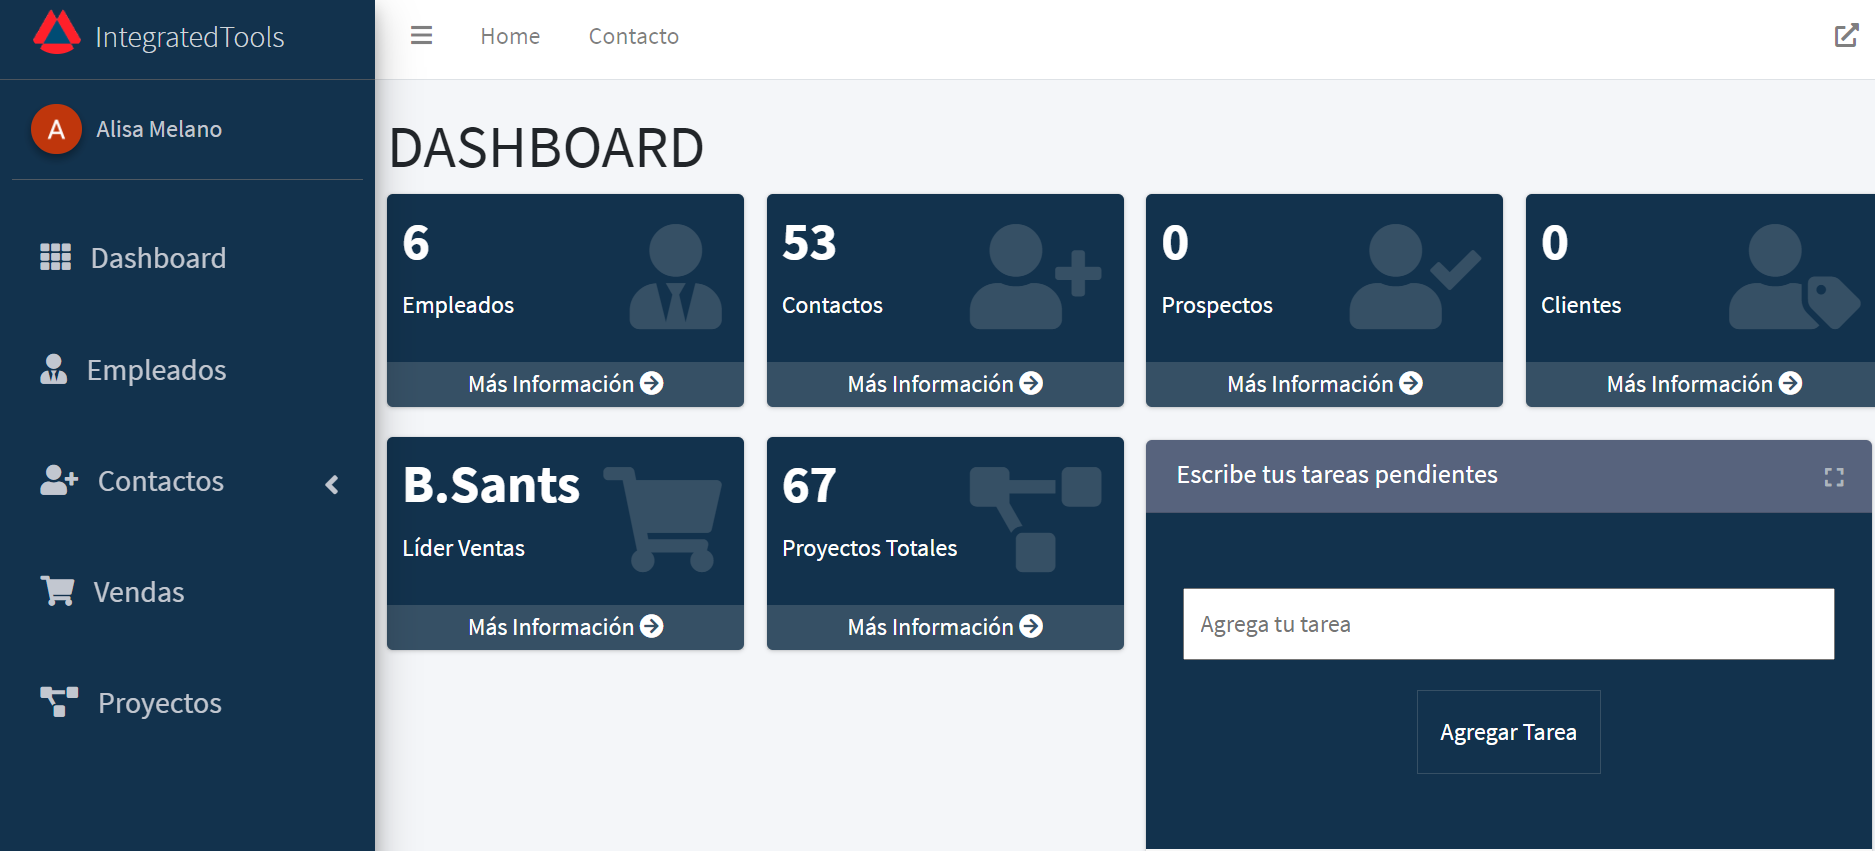 IntegratedTools
Home
Contacto
A
Alisa Melano
Dashboard
Empleados
Contactos
Vendas
Proyectos
DASHBOARD
6
Empleados
Más Información
53
Contactos
Más Información
0
Prospectos
Más Información
0
Clientes
Más Información
B.Sants
Líder Ventas
Más Información
67
Proyectos Totales
Más Información
Escribe tus tareas pendientes
Agrega tu tarea
Agregar Tarea